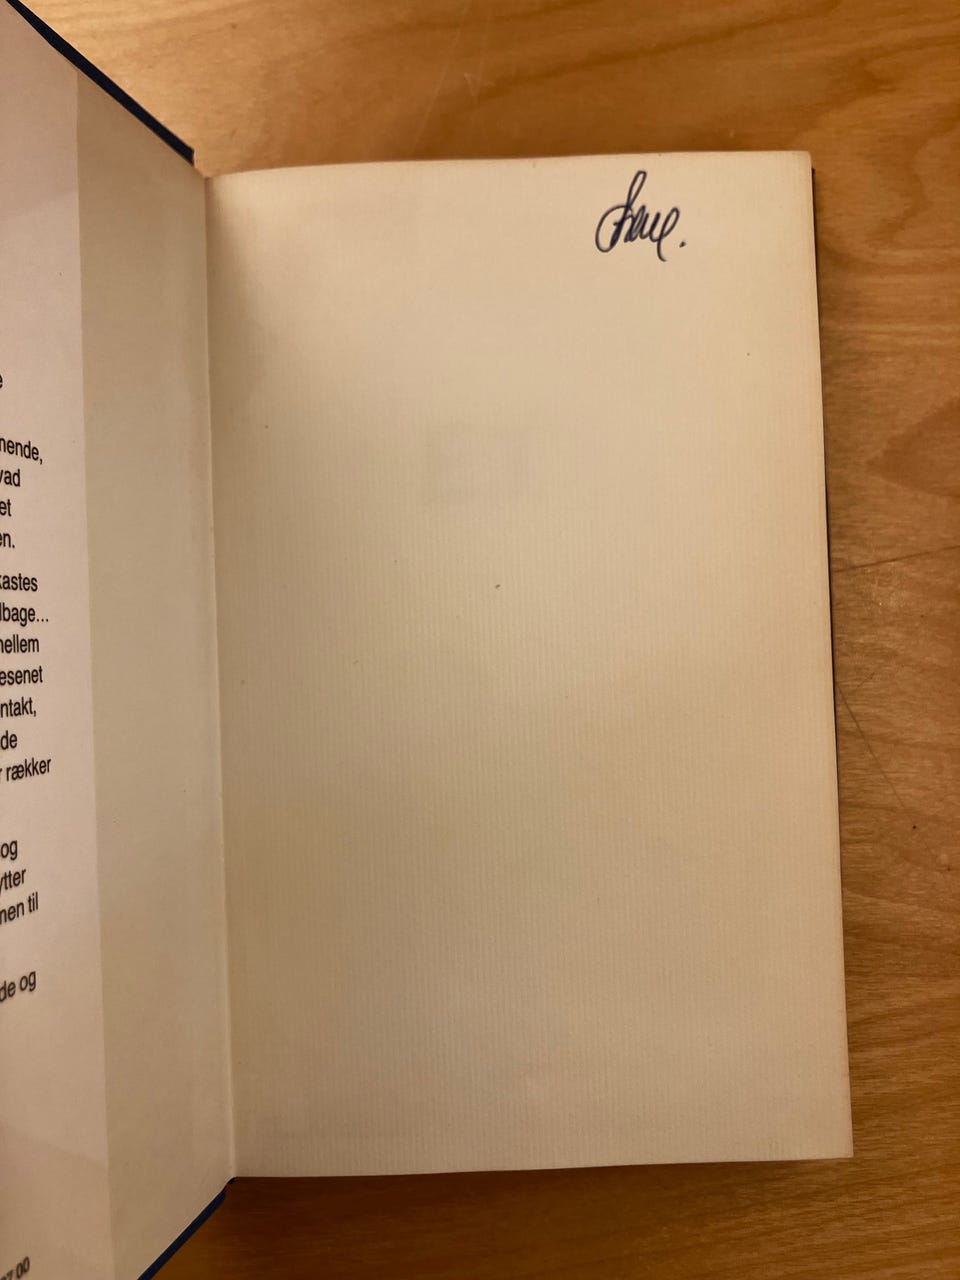 nende,
vad
et
en.
kastes
lbage...
nellem
esenet
ntakt,
de
r rækker
og
ytter
nen til
de og